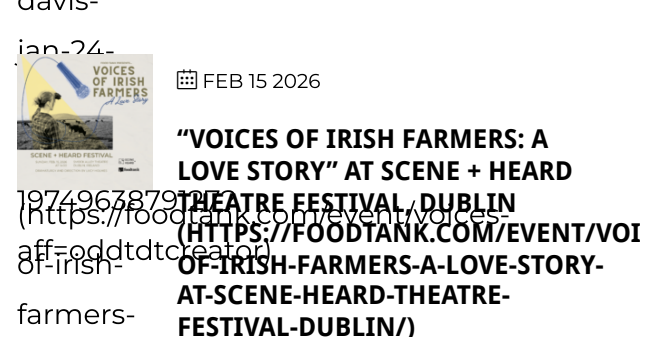 davis-
jan-24-
VOICES
OF IRISH
FARMERS
A Love Story
SCENE + HEARD FESTIVAL
FEB 15 2026
“VOICES OF IRISH FARMERS: A
LOVE STORY” AT SCENE + HEARD
THEATRE FESTIVAL, DUBLIN
(HTTPS://FOODTANK.COM/EVENT/VOI
OF-IRISH-FARMERS-A-LOVE-STORY-
AT-SCENE-HEARD-THEATRE-
FESTIVAL-DUBLIN/)
(https://foodtank.com/event/voices-
aff=oddtdtcreator)
of-irish-
farmers-